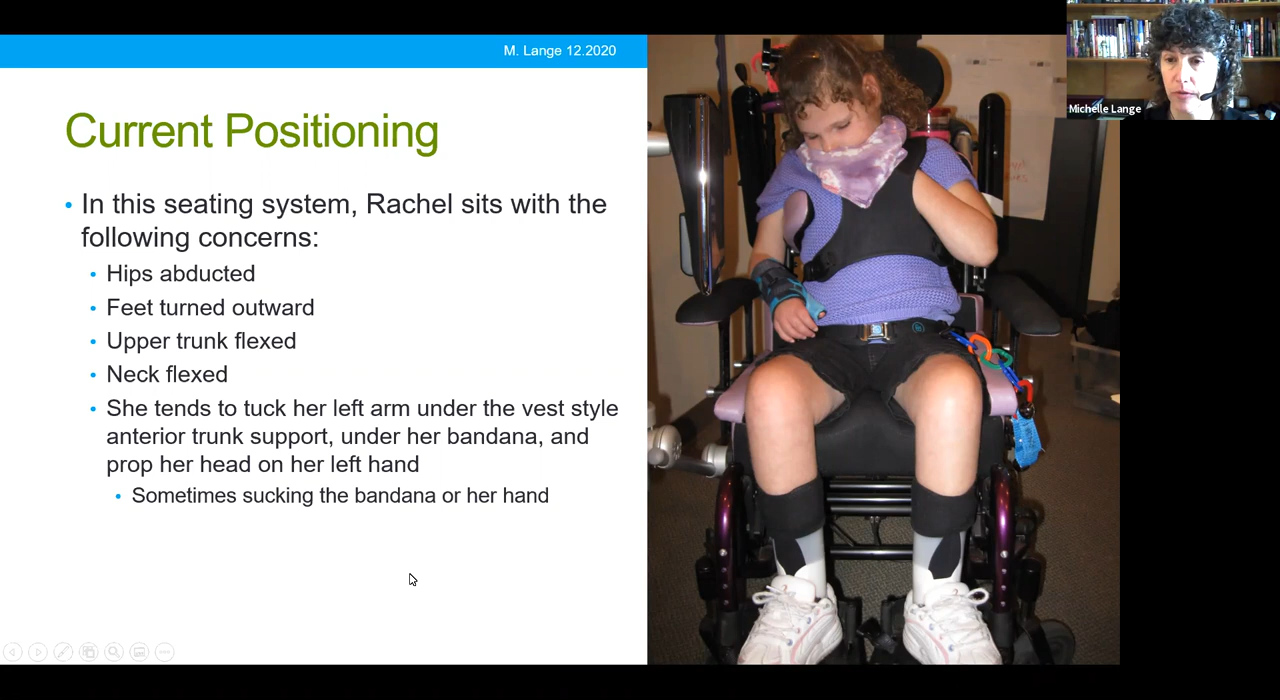 M. Lange 12.2020
Michelle Lange
Current Positioning
• In this seating system, Rachel sits with the
following concerns:
• Hips abducted
• Feet turned outward
• Upper trunk flexed
• Neck flexed
• She tends to tuck her left arm under the vest style
anterior trunk support, under her bandana, and
prop her head on her left hand
• Sometimes sucking the bandana or her hand